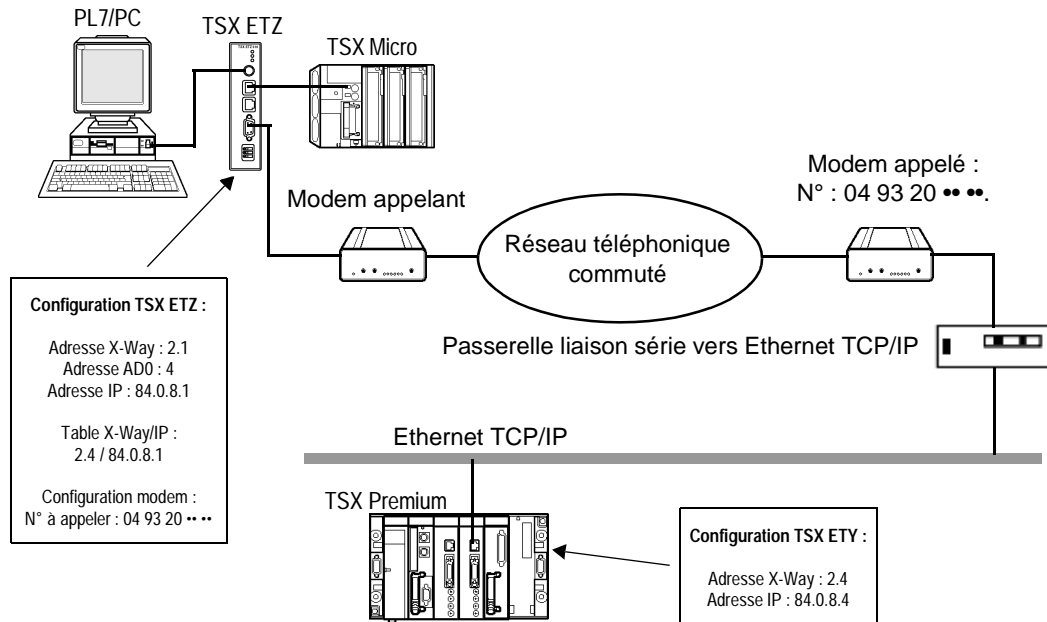 PL7/PC
TSX ETZ
TSX Micro
Modem appelant
Réseau téléphonique
commuté
Modem appelé :
N° : 04 93 20 •• ••.
Configuration TSX ETZ :
Adresse X-Way : 2.1
Adresse AD0 : 4
Adresse IP : 84.0.8.1
Table X-Way/IP :
2.4 / 84.0.8.1
Configuration modem :
N° à appeler : 04 93 20 •• ••
Passerelle liaison série vers Ethernet TCP/IP
Ethernet TCP/IP
TSX Premium
Configuration TSX ETY :
Adresse X-Way : 2.4
Adresse IP : 84.0.8.4